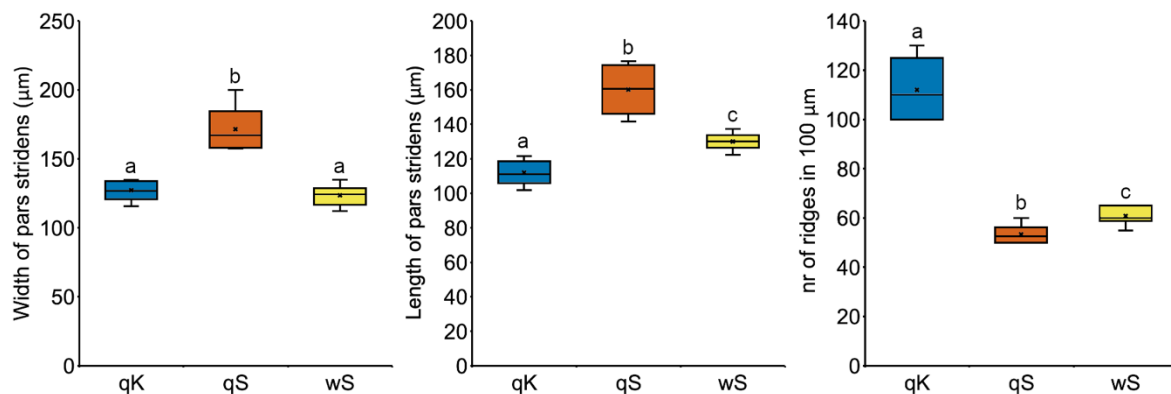 Width of pars stridens (µm)
250
200
150
100
50
0
a
b
a
qK
qS
wS
Length of pars stridens (µm)
200
180
160
140
120
100
80
60
40
20
0
a
b
c
qK
qS
wS
nr of ridges in 100 µm
140
120
100
80
60
40
20
0
a
b
c
qK
qS
wS